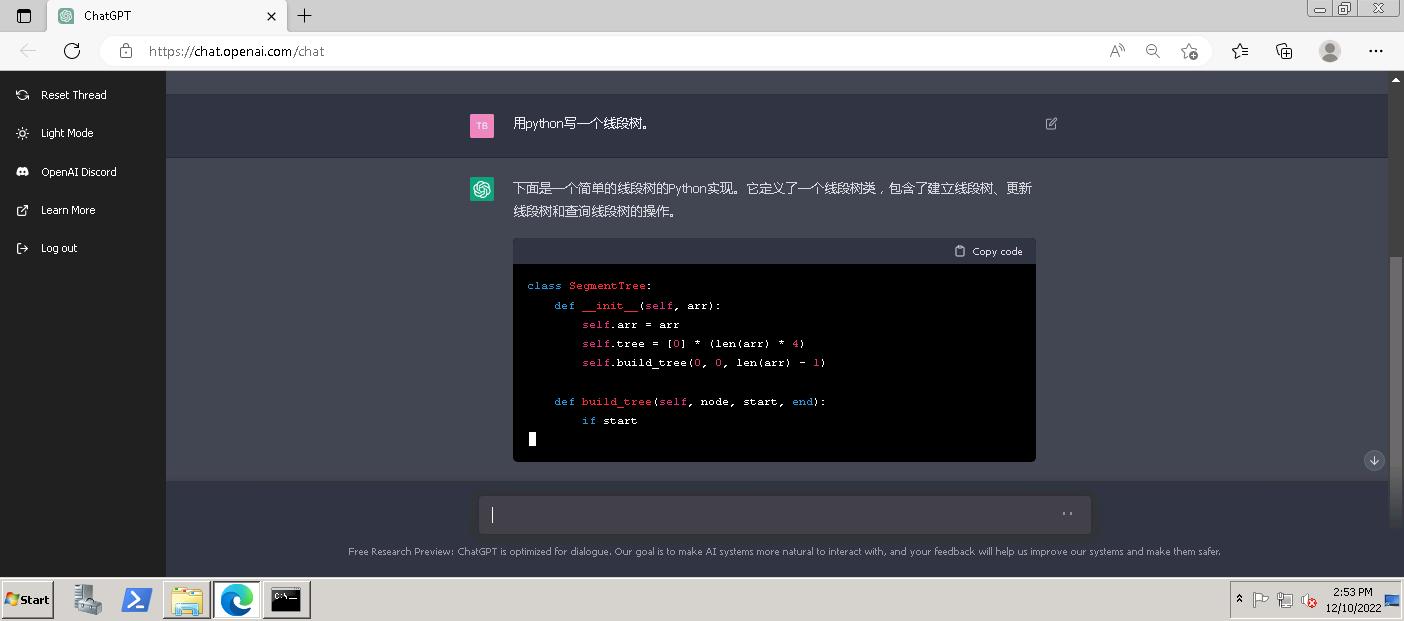 ChatGPT
https://chat.openai.com/chat
Reset Thread
Light Mode
OpenAI Discord
Learn More
Log out
TB
用python写一个线段树。
下面是一个简单的线段树的Python实现。它定义了一个线段树类，包含了建立线段树、更新
线段树和查询线段树的操作。
Copy code
class SegmentTree:
    def __init__(self, arr):
        self.arr = arr
        self.tree = [0] * (len(arr) * 4)
        self.build_tree(0, 0, len(arr) - 1)
    def build_tree(self, node, start, end):
        if start
Free Research Preview: ChatGPT is optimized for dialogue. Our goal is to make AI systems more natural to interact with, and your feedback will help us improve our systems and make them safer.
Start
C:\_
2:53 PM
12/10/2022